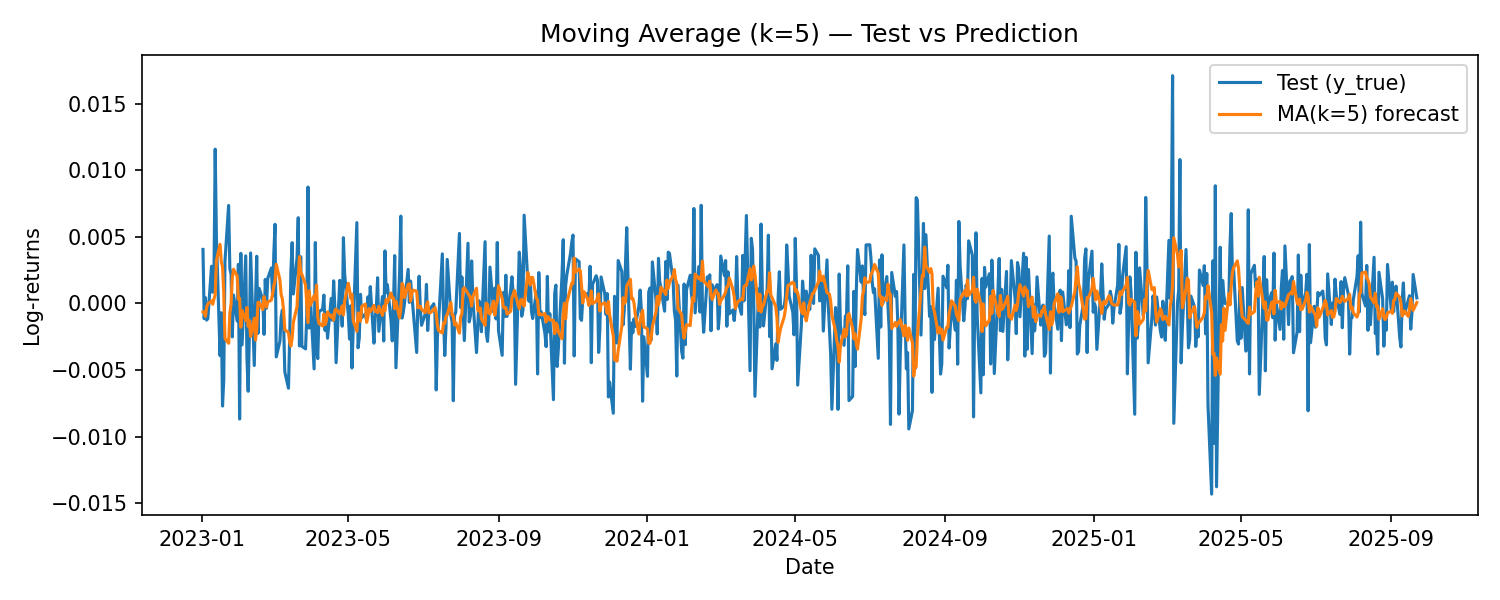 Moving Average (k=5) — Test vs Prediction
Test (y_true)
MA(k=5) forecast
Log-returns
0.015
0.010
0.005
0.000
−0.005
−0.010
−0.015
2023-01 2023-05 2023-09 2024-01 2024-05 2024-09 2025-01 2025-05 2025-09
Date